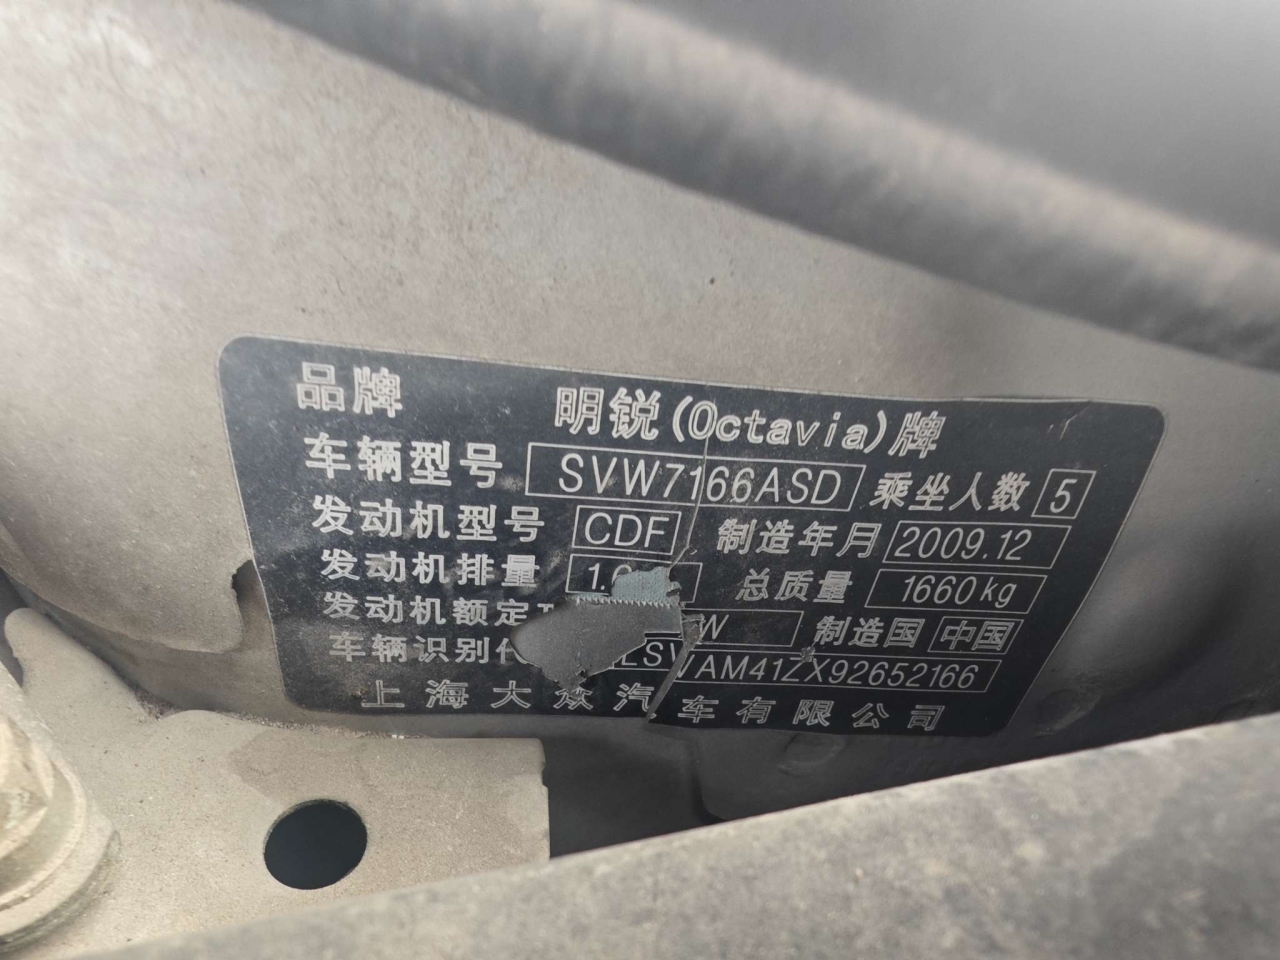 品牌 明锐(Octavia)牌
车辆型号 SVW7166ASD 乘坐人数 5
发动机型号 CDF 制造年月 2009.12
发动机排量 1. 总质量 1660kg
发动机额定 W 制造国 中国
车辆识别代 LSVAM41ZX92652166
上海大众汽车有限公司